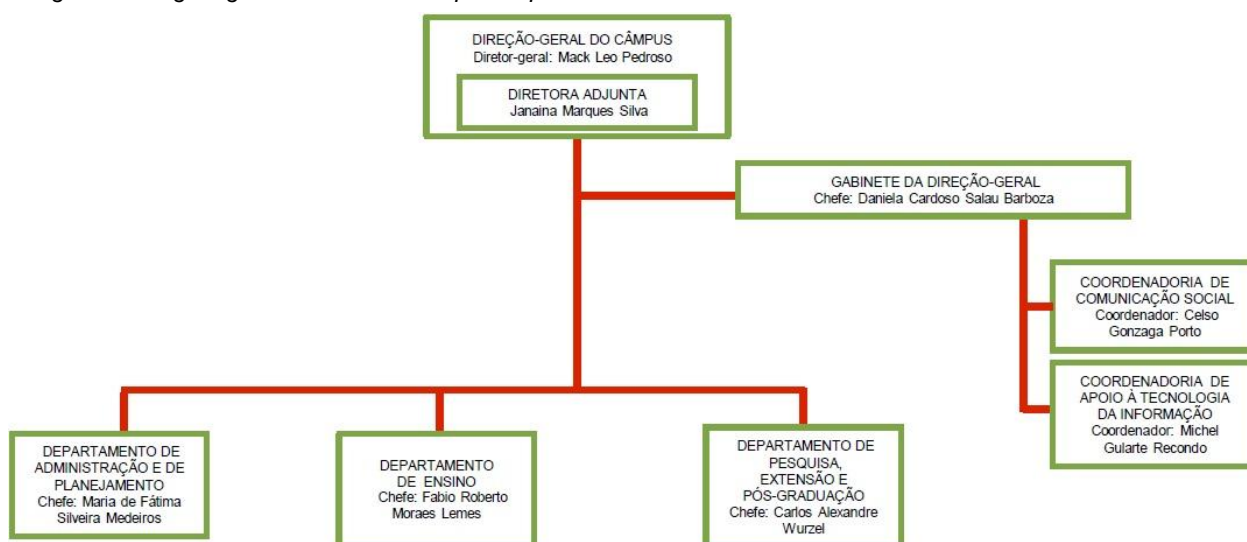 DIREÇÃO-GERAL DO CÂMPUS
Diretor-geral: Mack Leo Pedroso
DIRETORA ADJUNTA
Janaina Marques Silva
GABINETE DA DIREÇÃO-GERAL
Chefe: Daniela Cardoso Salau Barboza
COORDENADORIA DE
COMUNICAÇÃO SOCIAL
Coordenador: Celso
Gonzaga Porto
COORDENADORIA DE
APOIO À TECNOLOGIA
DA INFORMAÇÃO
Coordenador: Michel
Gularte Recondo
DEPARTAMENTO DE
ADMINISTRAÇÃO E DE
PLANEJAMENTO
Chefe: Maria de Fátima
Silveira Medeiros
DEPARTAMENTO
DE ENSINO
Chefe: Fabio Roberto
Moraes Lemes
DEPARTAMENTO DE
PESQUISA,
EXTENSÃO E
PÓS-GRADUAÇÃO
Chefe: Carlos Alexandre
Wurzel